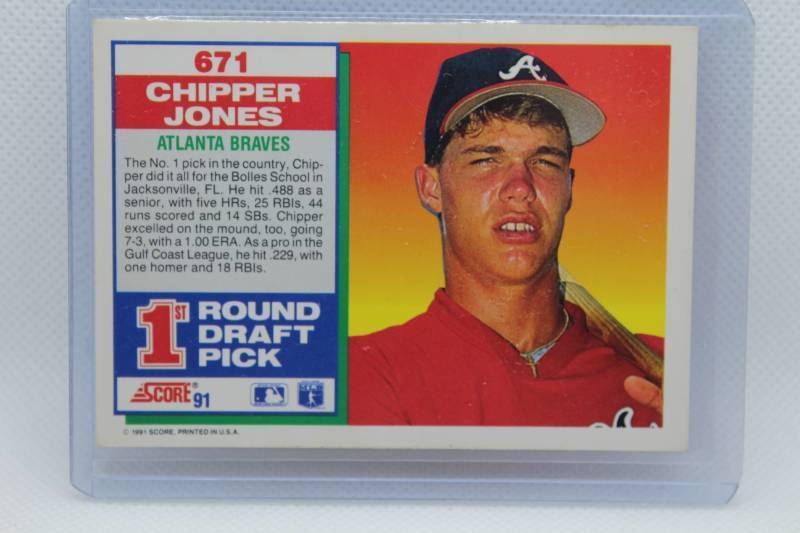 671
CHIPPER
JONES
ATLANTA BRAVES
The No. 1 pick in the country, Chip-
per did it all for the Bolles School in
Jacksonville, FL. He hit .488 as a
senior, with five HRs, 25 RBIs, 44
runs scored and 14 SBs. Chipper
excelled on the mound, too, going
7-3, with a 1.00 ERA. As a pro in the
Gulf Coast League, he hit .229, with
one homer and 18 RBIs.
1ST ROUND
DRAFT
PICK
SCORE® 91
© 1991 SCORE, PRINTED IN U.S.A.
A